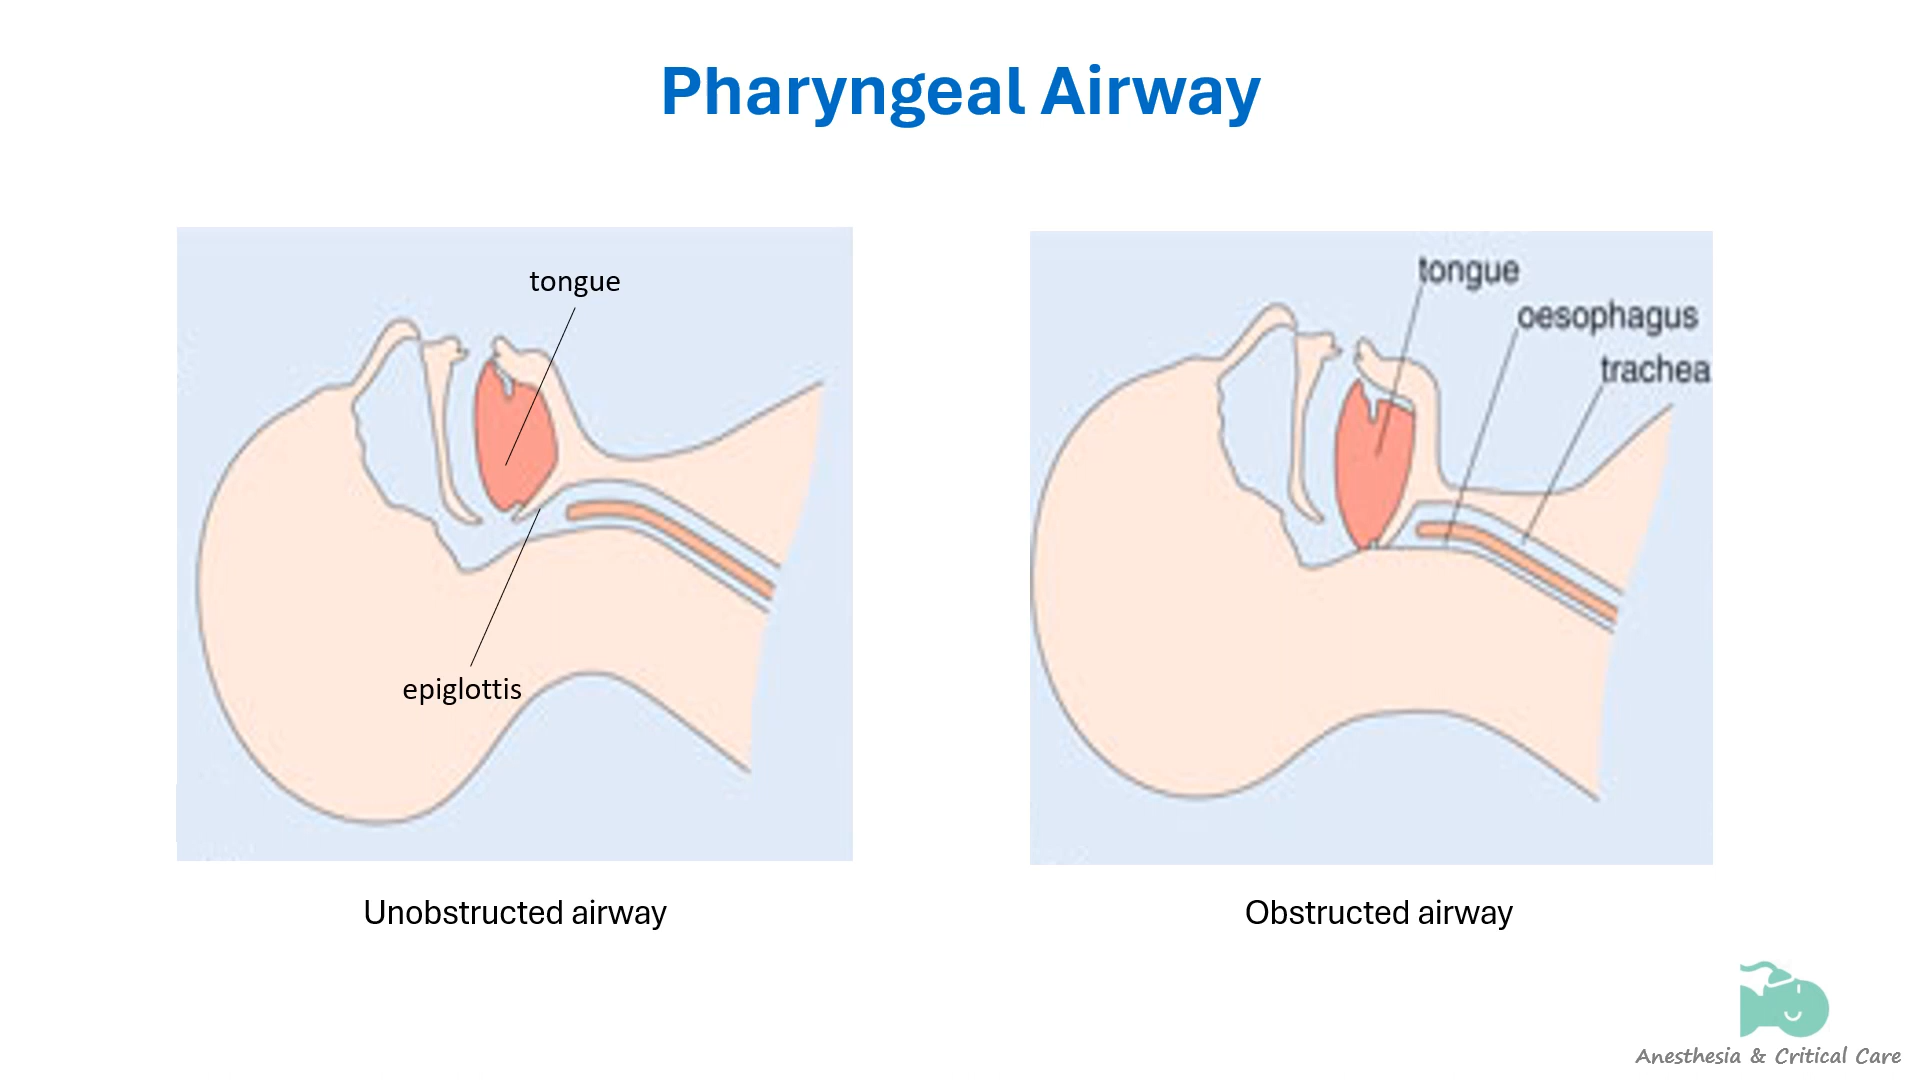 Pharyngeal Airway
tongue
epiglottis
tongue
oesophagus
trachea
Unobstructed airway
Obstructed airway
Anesthesia & Critical Care